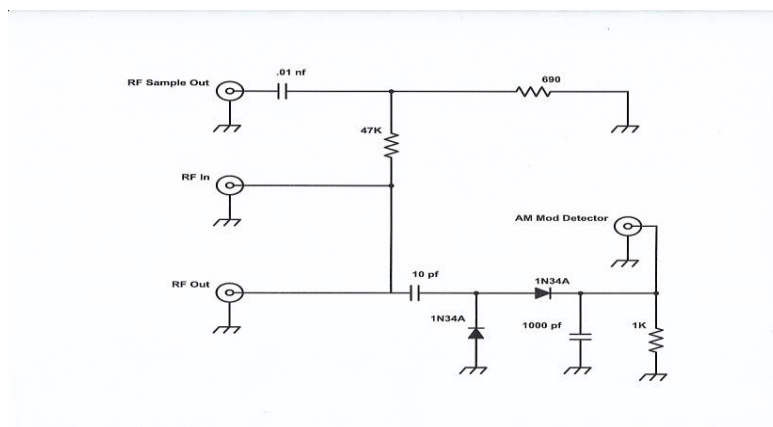 .01 nf
RF Sample Out
690
47K
RF In
AM Mod Detector
10 pf
RF Out
1N34A
1N34A
1000 pf
1K